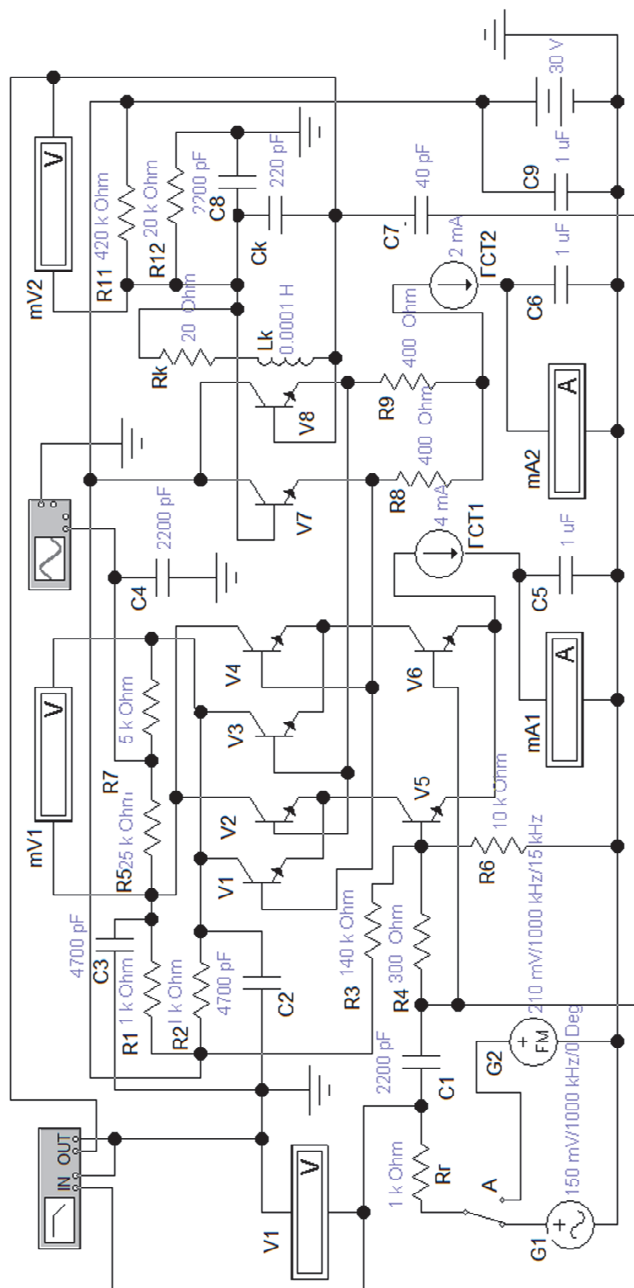 IN OUT
V
V1
1 k Ohm
Rг
A
G1
150 mV/1000 kHz/0 Deg
G2
FM
210 mV/1000 kHz/15 kHz
2200 pF
C1
4700 pF
C3
R1
1 k Ohm
R2
1 k Ohm
4700 pF
C2
R3
140 k Ohm
R4
300 Ohm
R6
10 k Ohm
mV1
V
R5
25 k Ohm
R7
5 k Ohm
V1
V2
V3
V4
V5
V6
C4
2200 pF
ГСТ1
4 mA
C5
1 uF
mA1
A
V7
V8
R8
400 Ohm
R9
400 Ohm
ГСТ2
2 mA
C6
1 uF
mA2
A
Rk
20 Ohm
Lk
0.0001 H
mV2
V
R11
420 k Ohm
R12
20 k Ohm
2200 pF
C8
220 pF
Ck
C7
40 pF
C9
1 uF
30 V